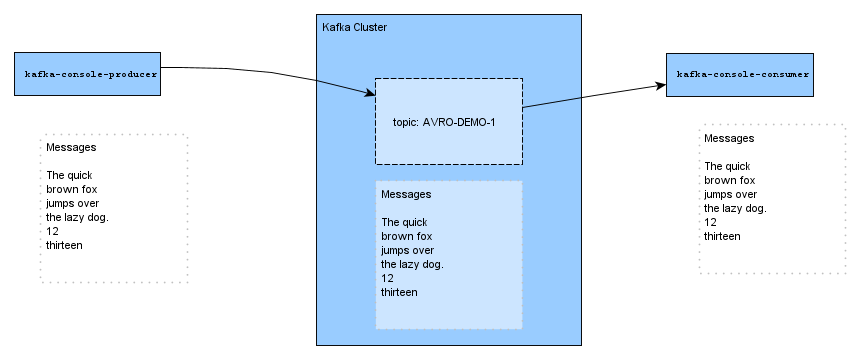 Kafka Cluster
kafka-console-producer
kafka-console-consumer
topic: AVRO-DEMO-1
Messages
The quick
brown fox
jumps over
the lazy dog.
12
thirteen
Messages
The quick
brown fox
jumps over
the lazy dog.
12
thirteen
Messages
The quick
brown fox
jumps over
the lazy dog.
12
thirteen